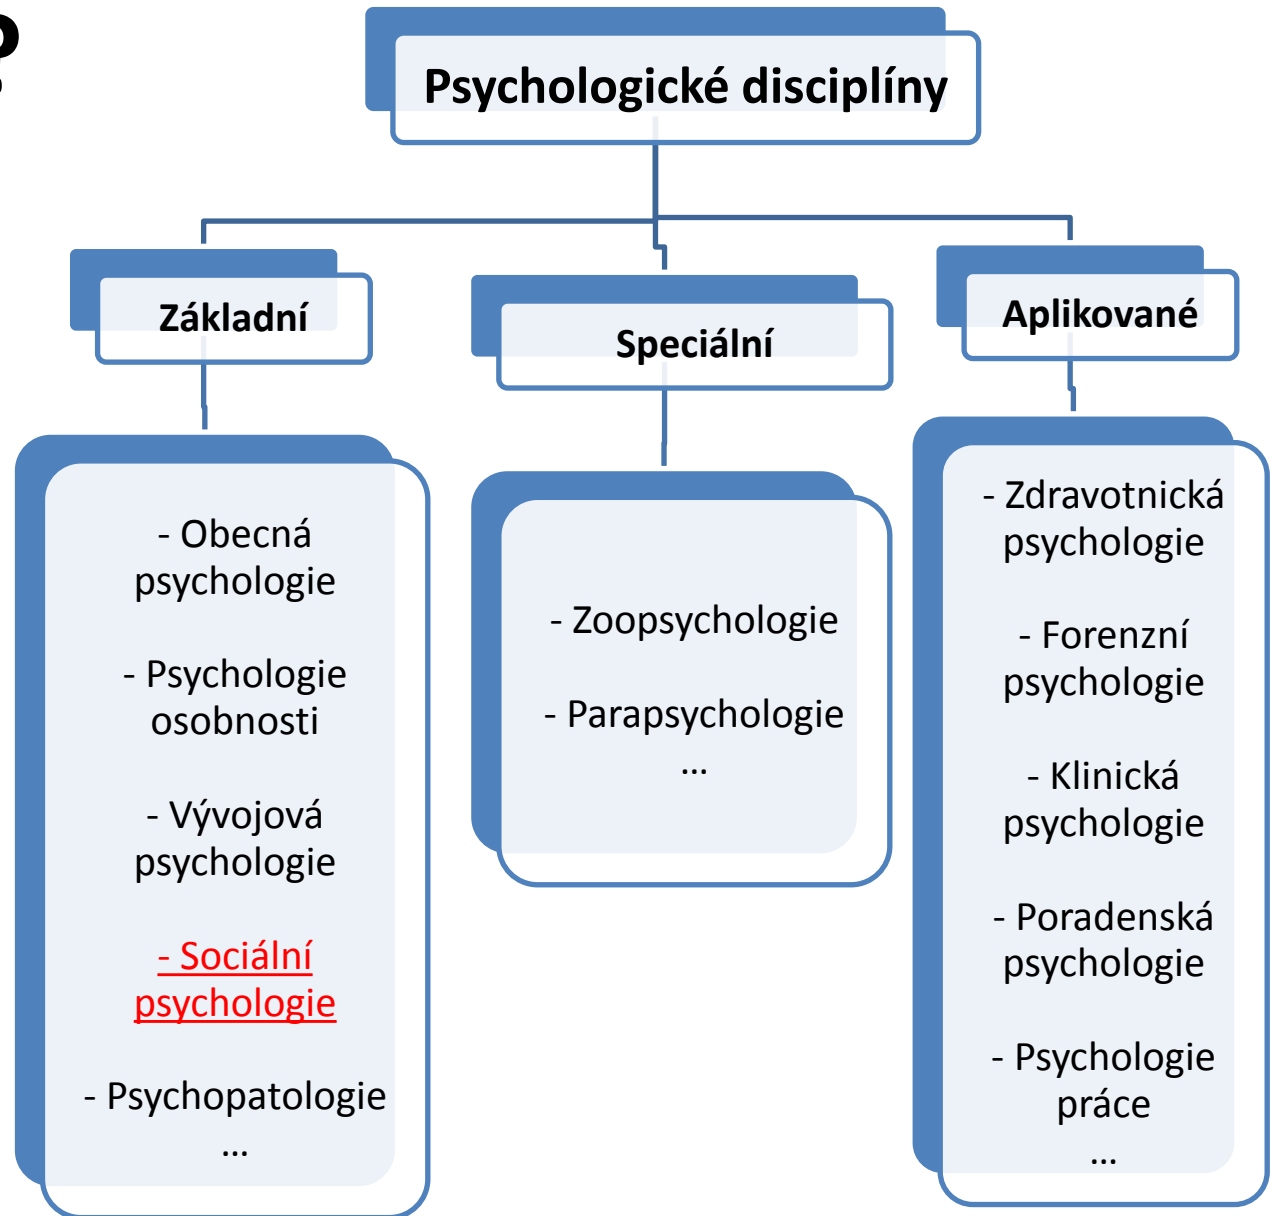 ?
Psychologické disciplíny
Základní
- Obecná
psychologie
- Psychologie
osobnosti
- Vývojová
psychologie
- Sociální
psychologie
- Psychopatologie
...
Speciální
- Zoopsychologie
- Parapsychologie
...
Aplikované
- Zdravotnická
psychologie
- Forenzní
psychologie
- Klinická
psychologie
- Poradenská
psychologie
- Psychologie
práce
...